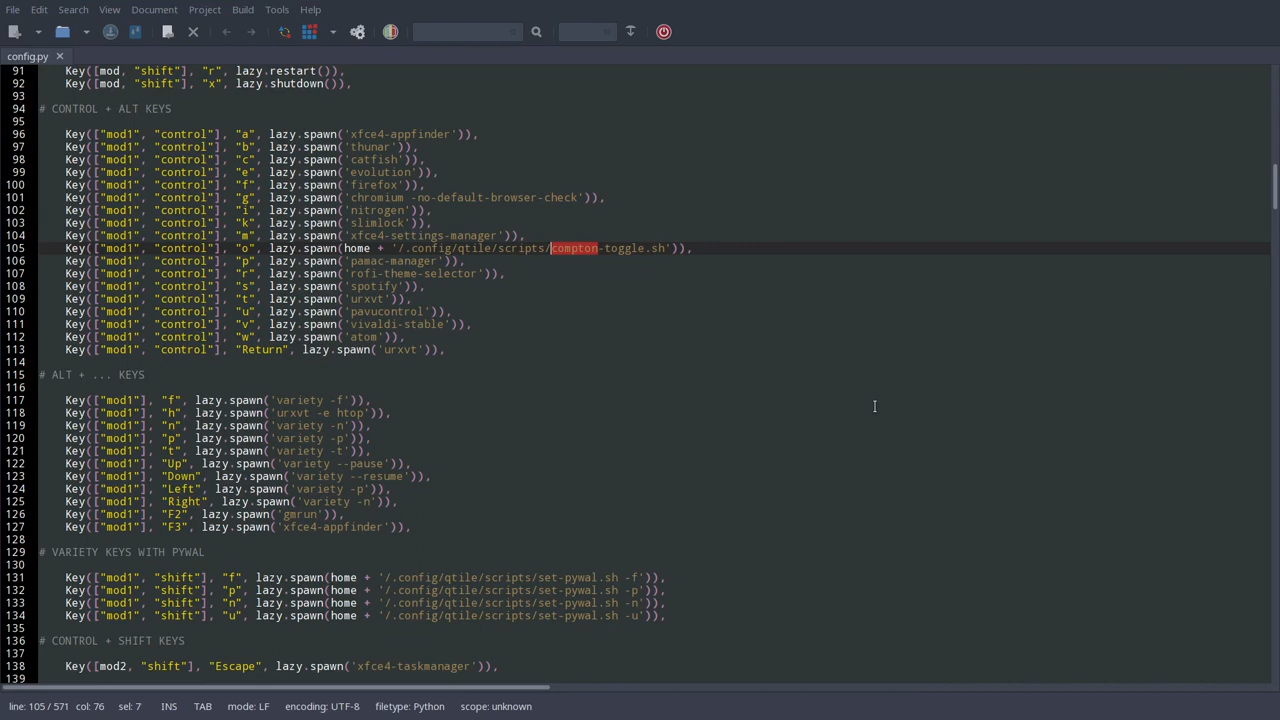 File Edit Search View Document Project Build Tools Help
config.py
91 Key([mod, "shift"], "r", lazy.restart()),
92 Key([mod, "shift"], "x", lazy.shutdown()),
93
94 # CONTROL + ALT KEYS
95
96 Key(["mod1", "control"], "a", lazy.spawn('xfce4-appfinder')),
97 Key(["mod1", "control"], "b", lazy.spawn('thunar')),
98 Key(["mod1", "control"], "c", lazy.spawn('catfish')),
99 Key(["mod1", "control"], "e", lazy.spawn('evolution')),
100 Key(["mod1", "control"], "f", lazy.spawn('firefox')),
101 Key(["mod1", "control"], "g", lazy.spawn('chromium -no-default-browser-check')),
102 Key(["mod1", "control"], "i", lazy.spawn('nitrogen')),
103 Key(["mod1", "control"], "k", lazy.spawn('slimlock')),
104 Key(["mod1", "control"], "m", lazy.spawn('xfce4-settings-manager')),
105 Key(["mod1", "control"], "o", lazy.spawn(home + '/.config/qtile/scripts/compton-toggle.sh')),
106 Key(["mod1", "control"], "p", lazy.spawn('pamac-manager')),
107 Key(["mod1", "control"], "r", lazy.spawn('rofi-theme-selector')),
108 Key(["mod1", "control"], "s", lazy.spawn('spotify')),
109 Key(["mod1", "control"], "t", lazy.spawn('urxvt')),
110 Key(["mod1", "control"], "u", lazy.spawn('pavucontrol')),
111 Key(["mod1", "control"], "v", lazy.spawn('vivaldi-stable')),
112 Key(["mod1", "control"], "w", lazy.spawn('atom')),
113 Key(["mod1", "control"], "Return", lazy.spawn('urxvt')),
114
115 # ALT + ... KEYS
116
117 Key(["mod1"], "f", lazy.spawn('variety -f')),
118 Key(["mod1"], "h", lazy.spawn('urxvt -e htop')),
119 Key(["mod1"], "n", lazy.spawn('variety -n')),
120 Key(["mod1"], "p", lazy.spawn('variety -p')),
121 Key(["mod1"], "t", lazy.spawn('variety -t')),
122 Key(["mod1"], "Up", lazy.spawn('variety --pause')),
123 Key(["mod1"], "Down", lazy.spawn('variety --resume')),
124 Key(["mod1"], "Left", lazy.spawn('variety -p')),
125 Key(["mod1"], "Right", lazy.spawn('variety -n')),
126 Key(["mod1"], "F2", lazy.spawn('gmrun')),
127 Key(["mod1"], "F3", lazy.spawn('xfce4-appfinder')),
128
129 # VARIETY KEYS WITH PYWAL
130
131 Key(["mod1", "shift"], "f", lazy.spawn(home + '/.config/qtile/scripts/set-pywal.sh -f')),
132 Key(["mod1", "shift"], "p", lazy.spawn(home + '/.config/qtile/scripts/set-pywal.sh -p')),
133 Key(["mod1", "shift"], "n", lazy.spawn(home + '/.config/qtile/scripts/set-pywal.sh -n')),
134 Key(["mod1", "shift"], "u", lazy.spawn(home + '/.config/qtile/scripts/set-pywal.sh -u')),
135
136 # CONTROL + SHIFT KEYS
137
138 Key([mod2, "shift"], "Escape", lazy.spawn('xfce4-taskmanager')),
139
line: 105 / 571 col: 76 sel: 7 INS TAB mode: LF encoding: UTF-8 filetype: Python scope: unknown